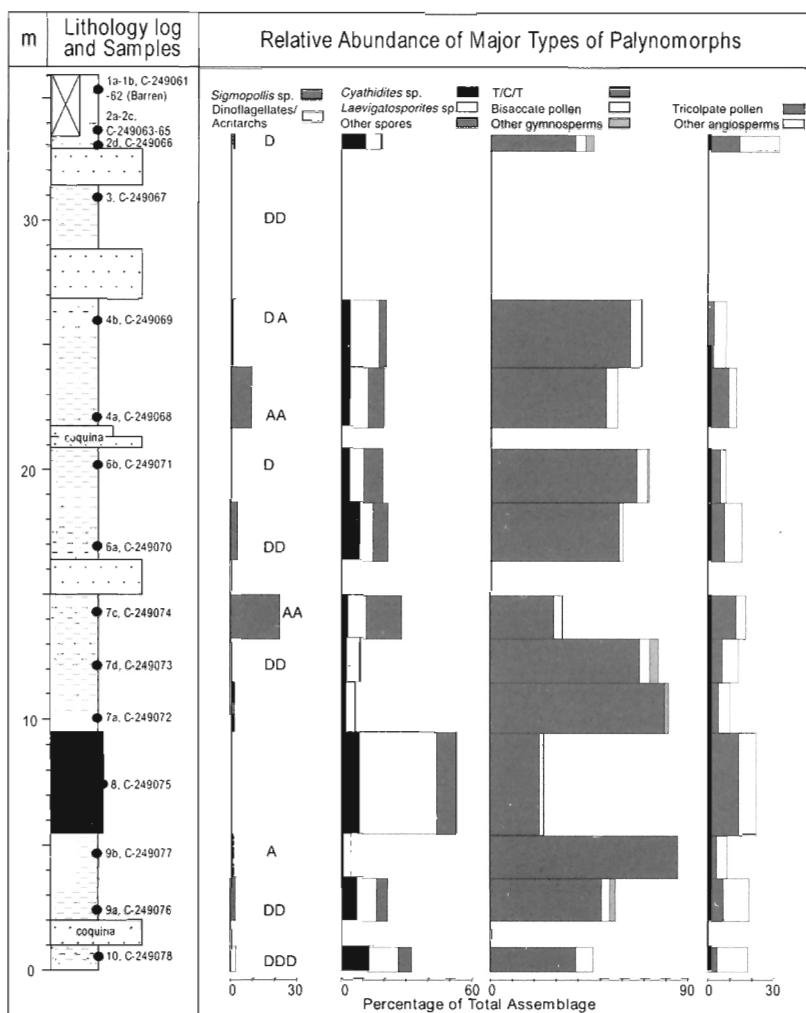 m
Lithology log
and Samples
Relative Abundance of Major Types of Palynomorphs
Sigmopollis sp.
Dinoflagellates/
Acritarchs
Cyathidites sp.
Laevigatosporites sp
Other spores
T/C/T
Bisaccate pollen
Other gymnosperms
Tricolpate pollen
Other angiosperms
1a-1b, C-249061
-62 (Barren)
2a-2c,
C-249063-65
2d, C-249066
D
3, C-249067
30
DD
4b, C-249069
DA
4a, C-249068
AA
coquina
6b, C-249071
D
20
6a, C-249070
DD
7c, C-249074
AA
7d, C-249073
DD
7a, C-249072
10
8, C-249075
9b, C-249077
A
9a, C-249076
DD
coquina
10, C-249078
DDD
0
0 30
0 60
0 90
0 30
Percentage of Total Assemblage